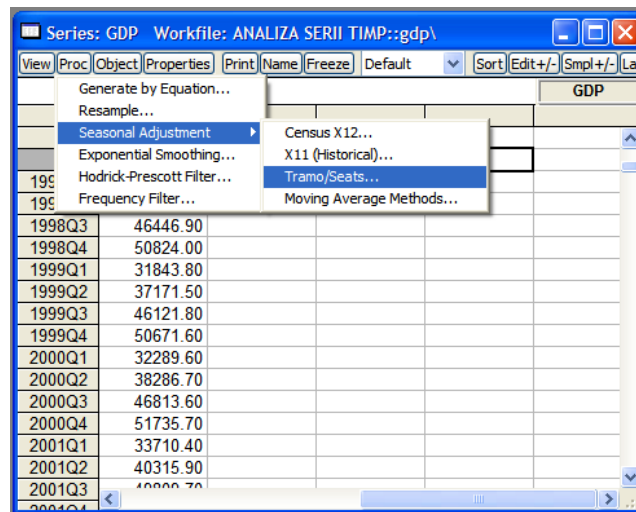 Series: GDP Workfile: ANALIZA SERII TIMP::gdp\
View Proc Object Properties Print Name Freeze Default Sort Edit+/- Smpl+/- La
GDP
Generate by Equation...
Resample...
Seasonal Adjustment
Exponential Smoothing...
Hodrick-Prescott Filter...
Frequency Filter...
Census X12...
X11 (Historical)...
Tramo/Seats...
Moving Average Methods...
199
199
1998Q3 46446.90
1998Q4 50824.00
1999Q1 31843.80
1999Q2 37171.50
1999Q3 46121.80
1999Q4 50671.60
2000Q1 32289.60
2000Q2 38286.70
2000Q3 46813.60
2000Q4 51735.70
2001Q1 33710.40
2001Q2 40315.90
2001Q3
2001Q4